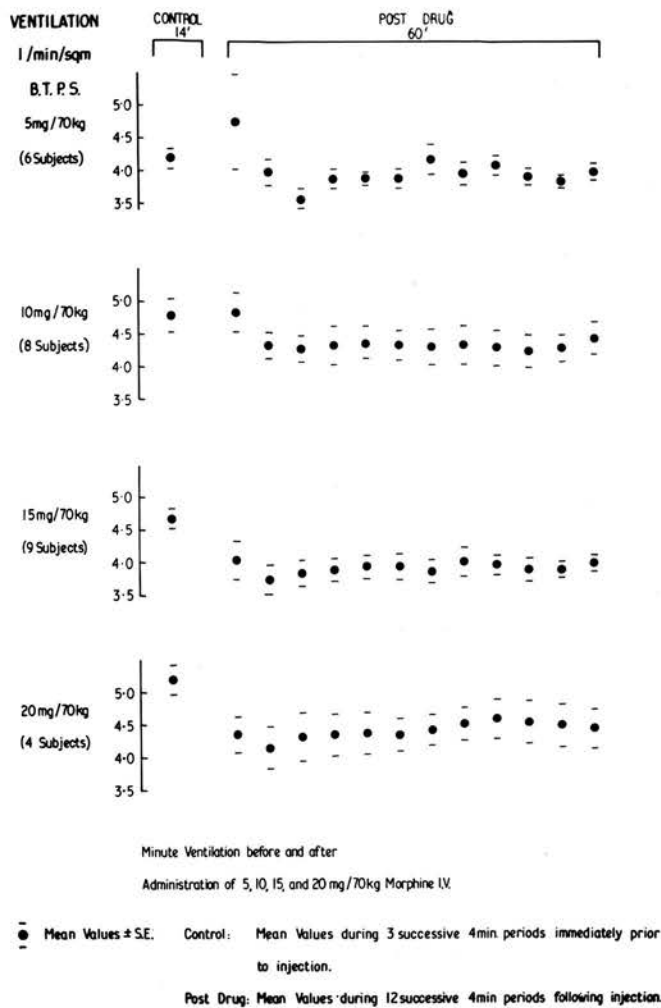 VENTILATION
l/min/sqm
B.T.P.S.
CONTROL
14'
POST DRUG
60'
5mg/70kg
(6 Subjects)
5·0
4·5
4·0
3·5
10mg/70kg
(8 Subjects)
5·0
4·5
4·0
3·5
15mg/70kg
(9 Subjects)
5·0
4·5
4·0
3·5
20mg/70kg
(4 Subjects)
5·0
4·5
4·0
3·5
Minute Ventilation before and after
Administration of 5, 10, 15, and 20 mg/70kg Morphine I.V.
Mean Values ± S.E.
Control: Mean Values during 3 successive 4min. periods immediately prior
to injection.
Post Drug: Mean Values during 12 successive 4min periods following injection.